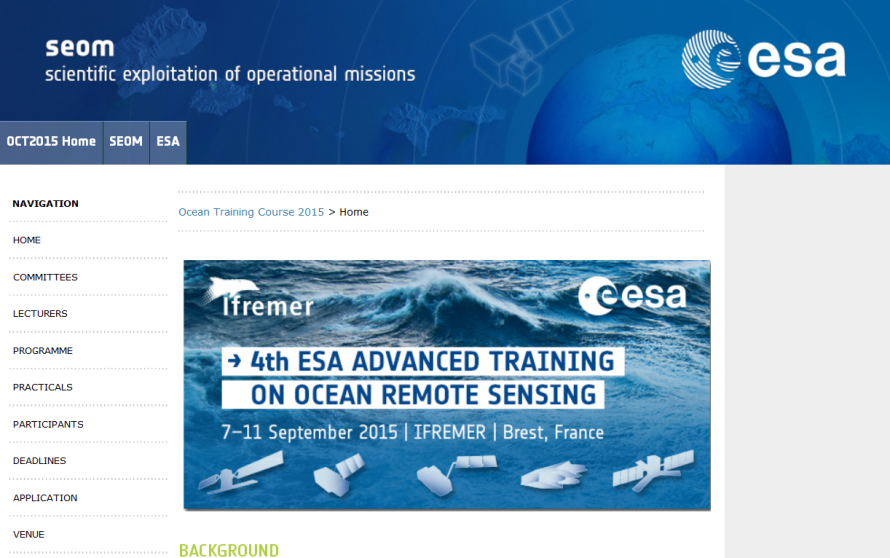 seom
scientific exploitation of operational missions
esa
OCT2015 Home SEOM ESA
NAVIGATION
HOME
COMMITTEES
LECTURERS
PROGRAMME
PRACTICALS
PARTICIPANTS
DEADLINES
APPLICATION
VENUE
Ocean Training Course 2015 > Home
Ifremer
esa
→ 4th ESA ADVANCED TRAINING
ON OCEAN REMOTE SENSING
7–11 September 2015 | IFREMER | Brest, France
BACKGROUND